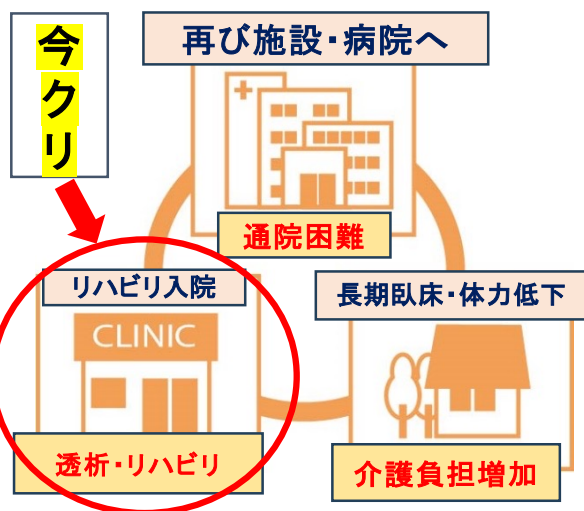 今クリ
再び施設・病院へ
通院困難
リハビリ入院
CLINIC
透析・リハビリ
長期臥床・体力低下
介護負担増加